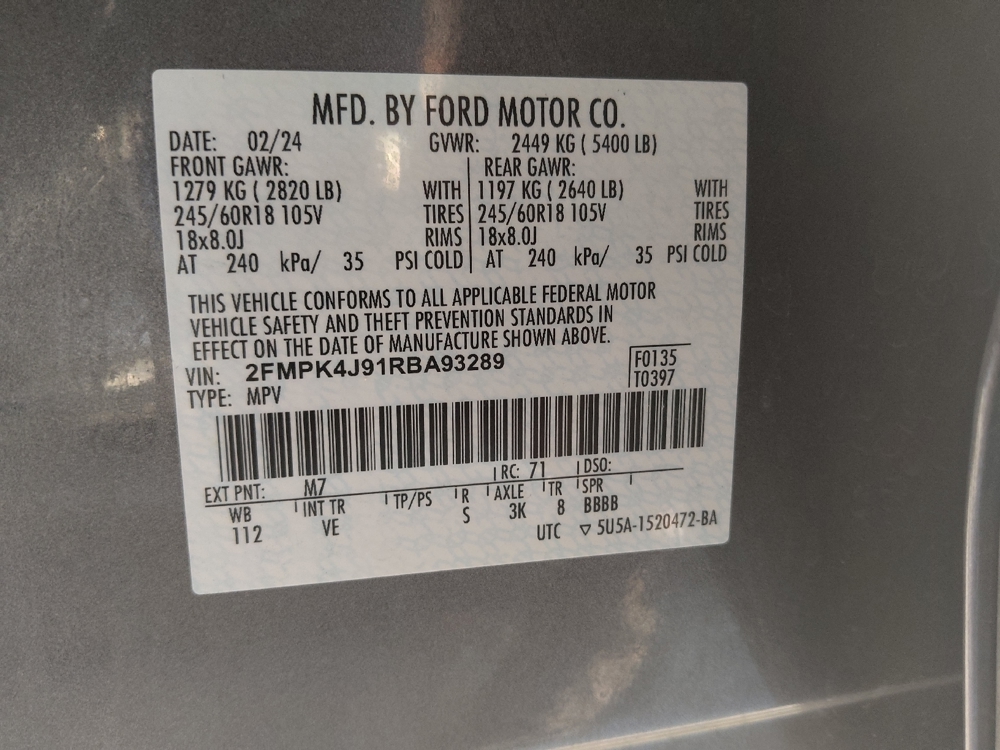 MFD. BY FORD MOTOR CO.
DATE: 02/24 GVWR: 2449 KG ( 5400 LB)
FRONT GAWR: REAR GAWR:
1279 KG ( 2820 LB) WITH 1197 KG ( 2640 LB) WITH
245/60R18 105V TIRES 245/60R18 105V TIRES
18x8.0J RIMS 18x8.0J RIMS
AT 240 kPa/ 35 PSI COLD AT 240 kPa/ 35 PSI COLD
THIS VEHICLE CONFORMS TO ALL APPLICABLE FEDERAL MOTOR
VEHICLE SAFETY AND THEFT PREVENTION STANDARDS IN
EFFECT ON THE DATE OF MANUFACTURE SHOWN ABOVE.
VIN: 2FMPK4J91RBA93289 F0135
TYPE: MPV T0397
EXT PNT: M7 RC: 71 DSO:
WB INT TR TP/PS R AXLE TR SPR
112 VE S 3K 8 BBBB
UTC ▽ 5U5A-1520472-BA